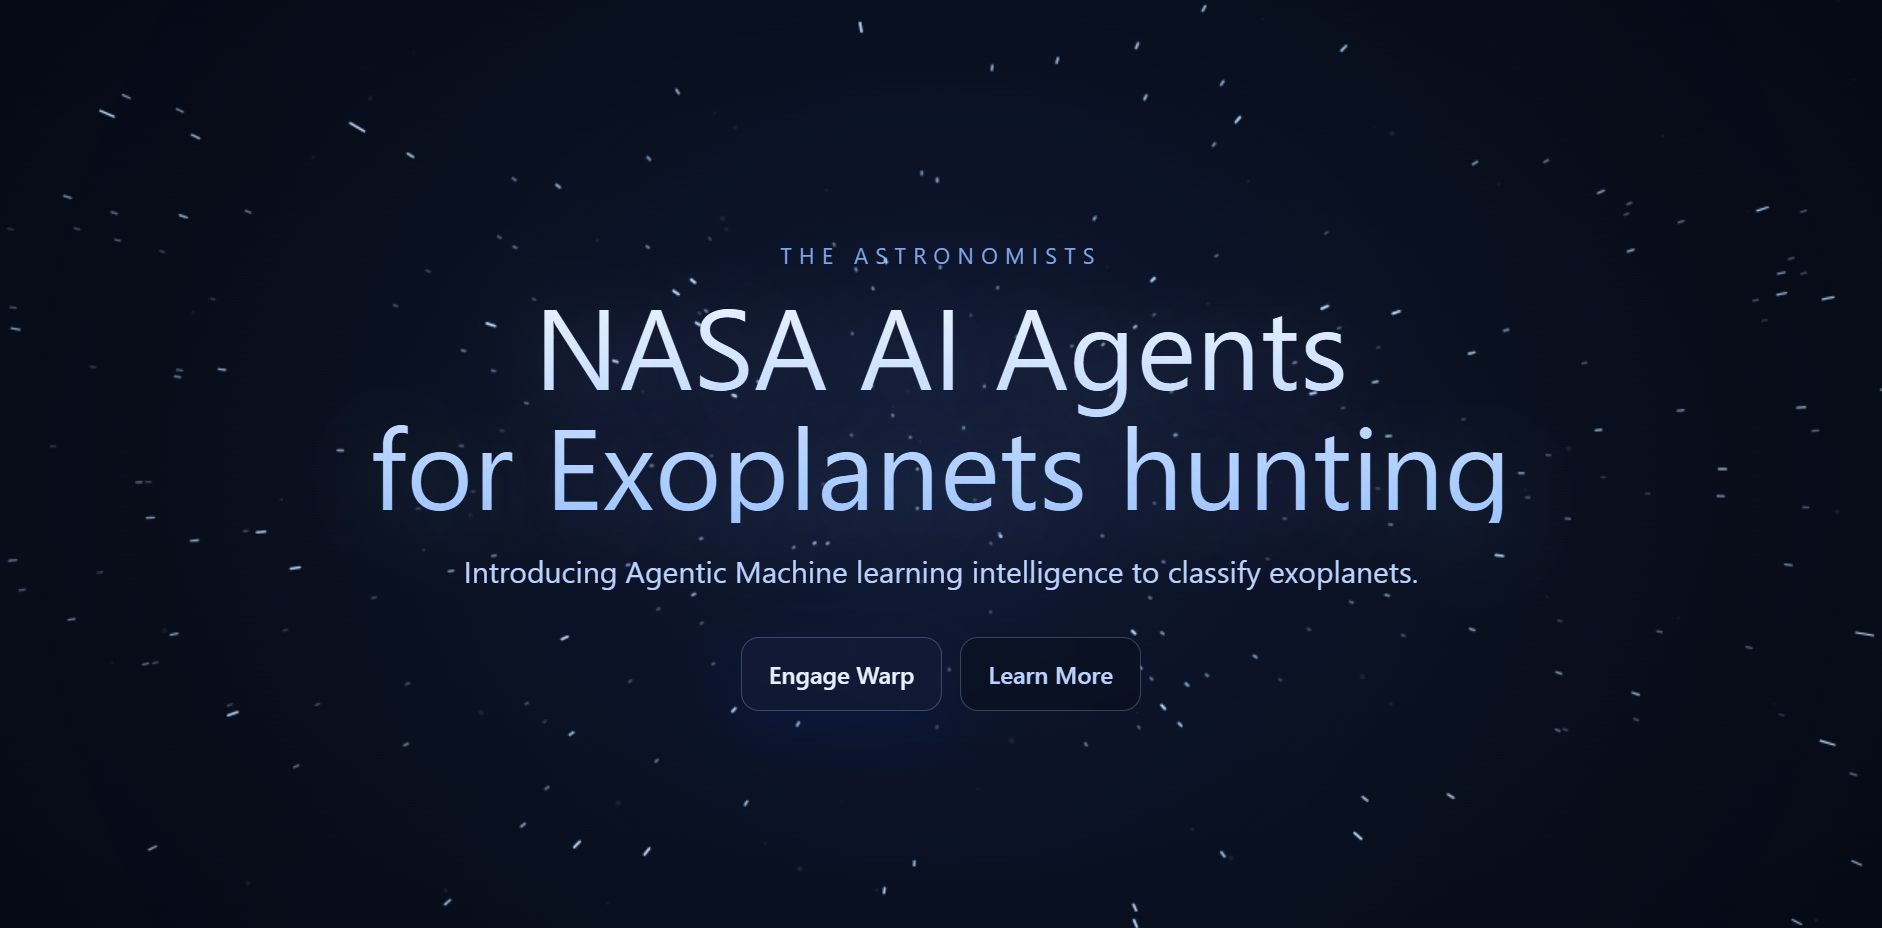 THE ASTRONOMISTS
NASA AI Agents
for Exoplanets hunting
Introducing Agentic Machine learning intelligence to classify exoplanets.
Engage Warp
Learn More